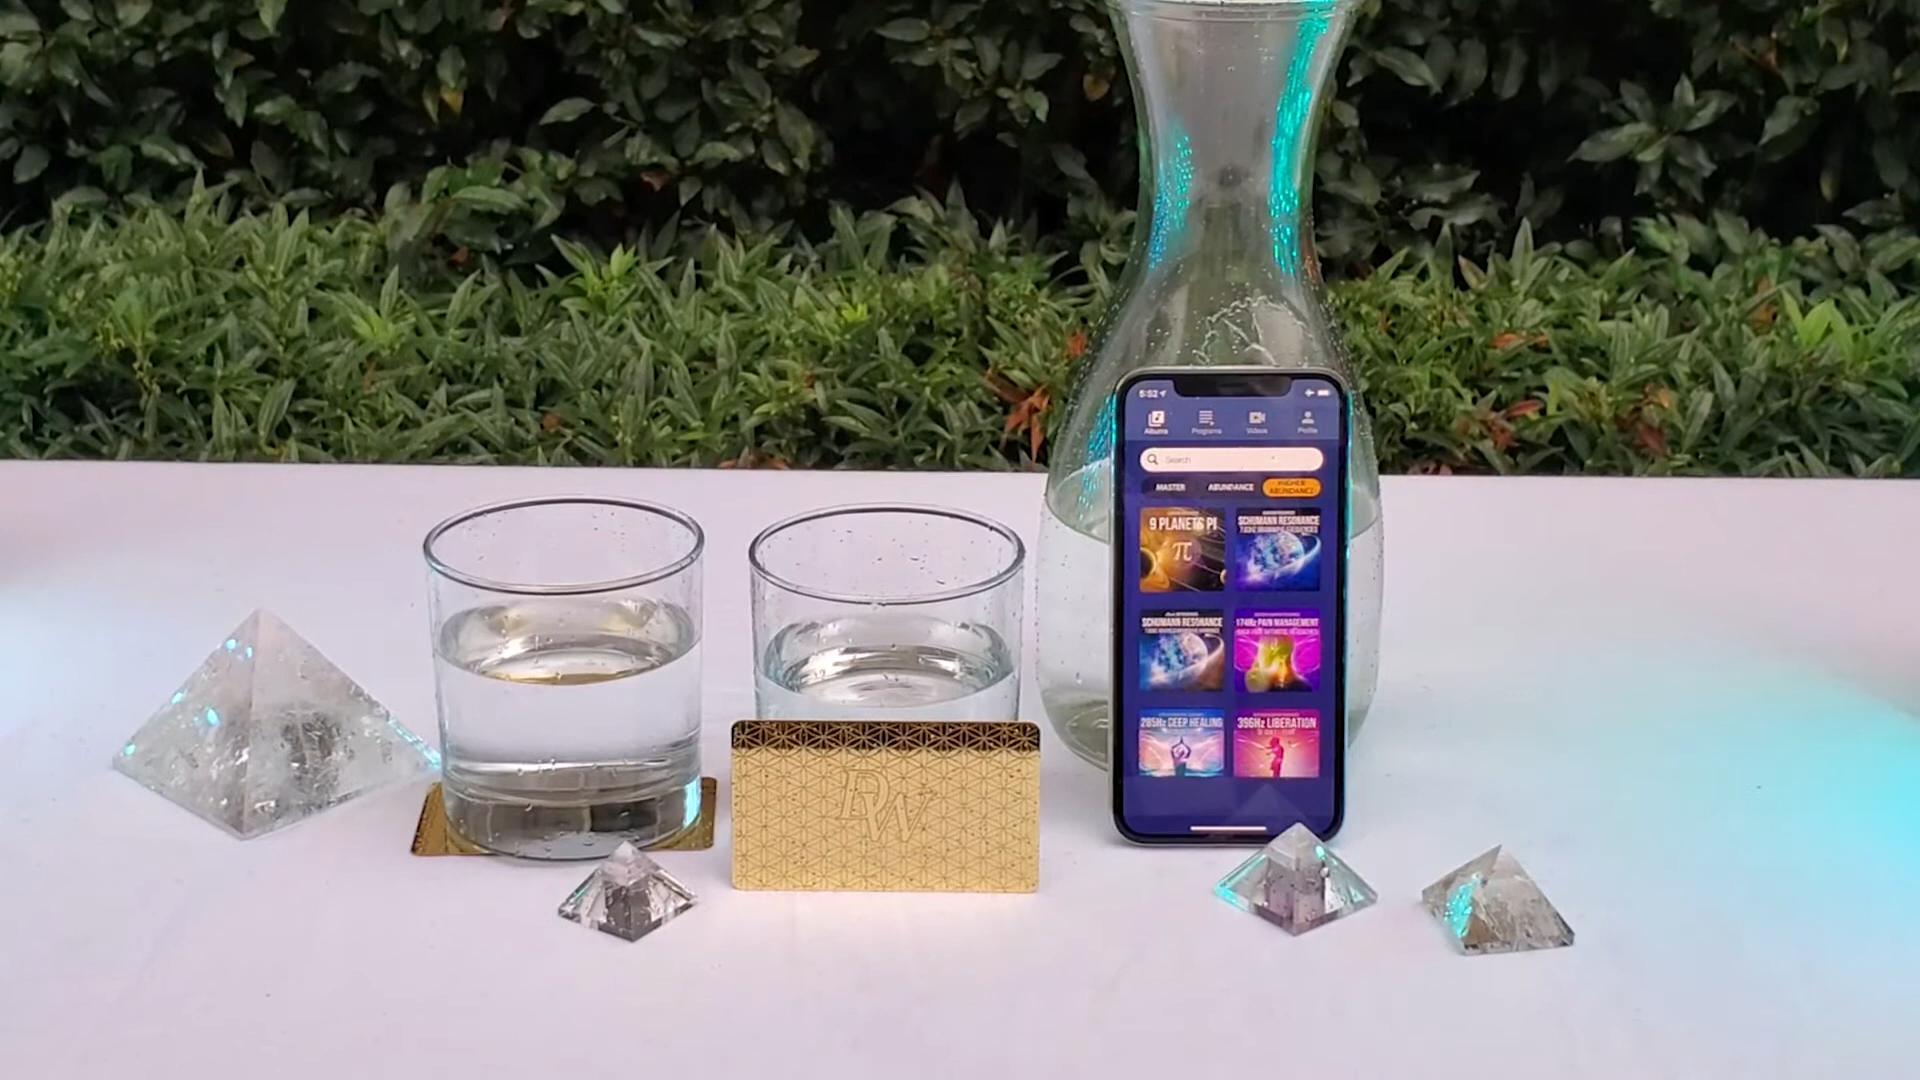 5:52
Albums Programs Videos Profile
Search
MASTER ABUNDANCE HIGHER ABUNDANCE
9 PLANETS PI
π
SCHUMANN RESONANCE
SCHUMANN RESONANCE
174Hz PAIN MANAGEMENT
285Hz DEEP HEALING
396Hz LIBERATION
DW